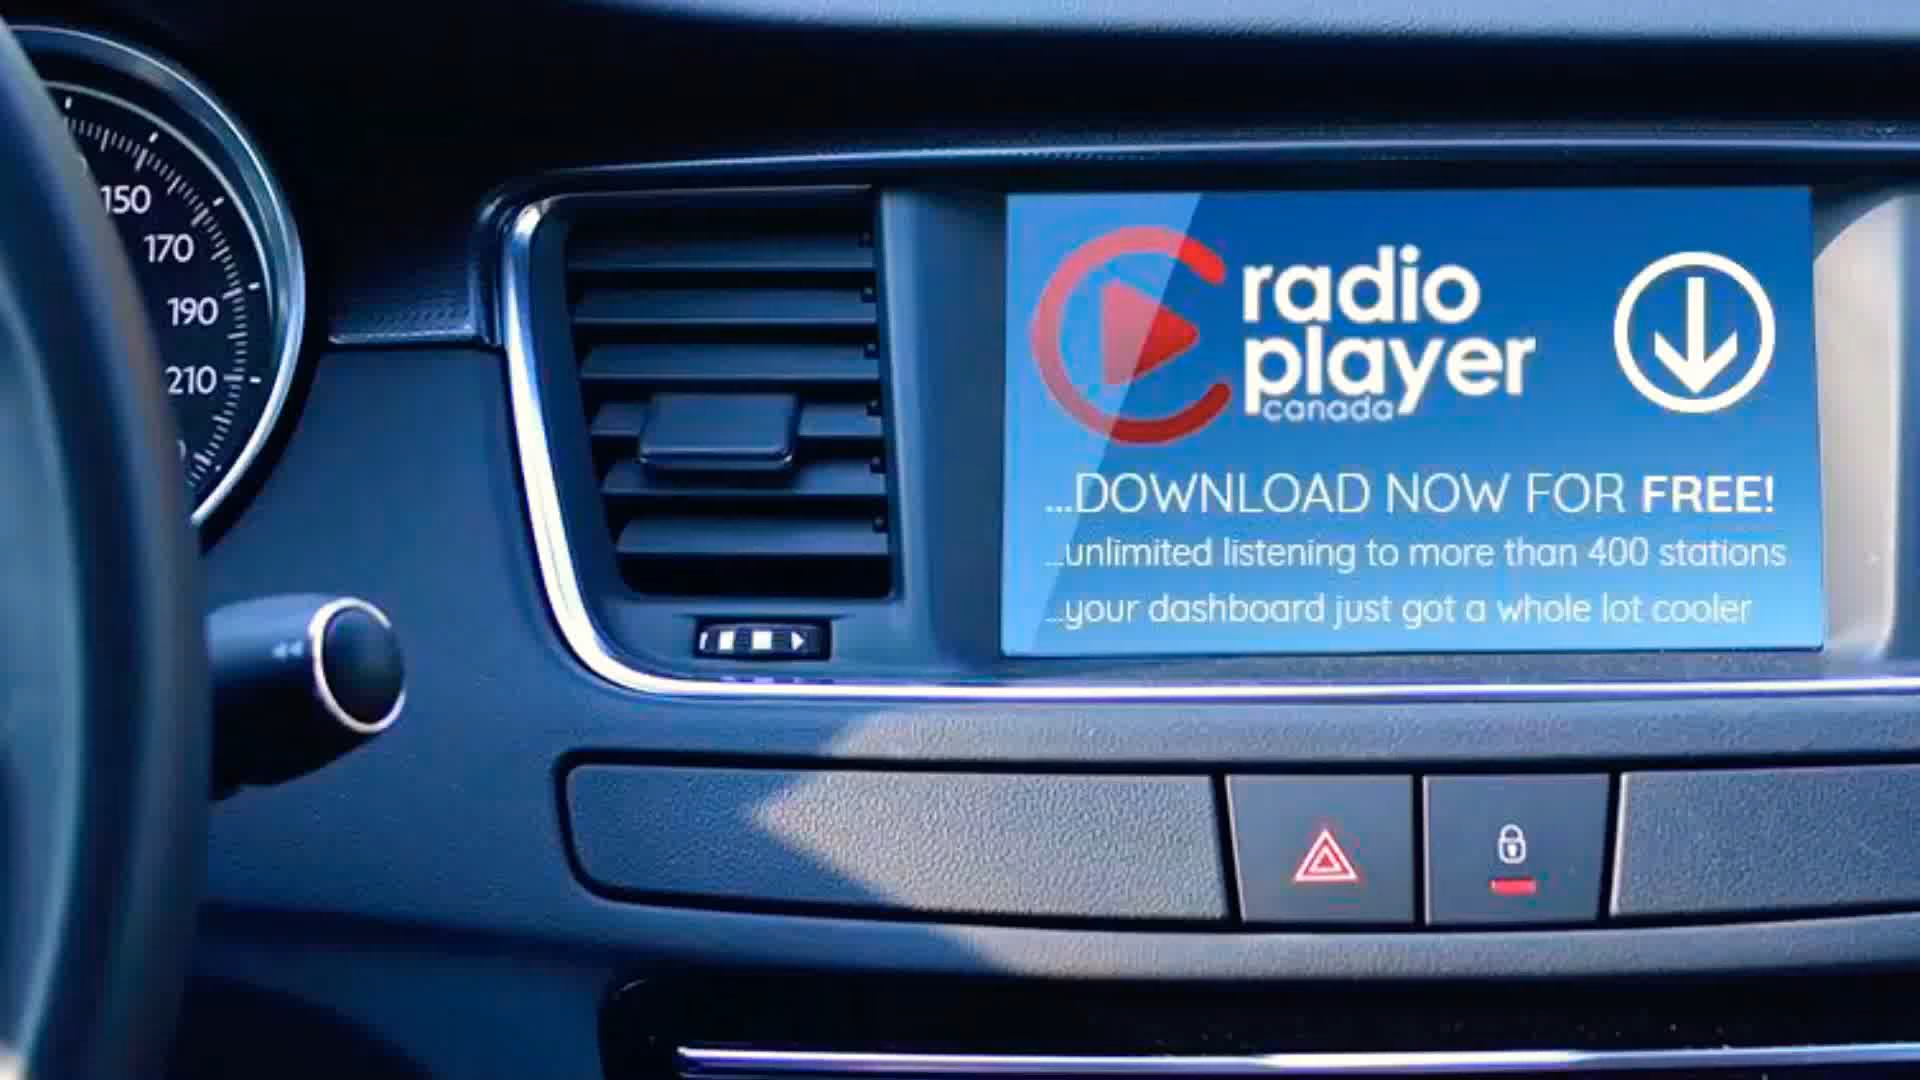 150
170
190
210
radio
player
canada
...DOWNLOAD NOW FOR FREE!
...unlimited listening to more than 400 stations
...your dashboard just got a whole lot cooler